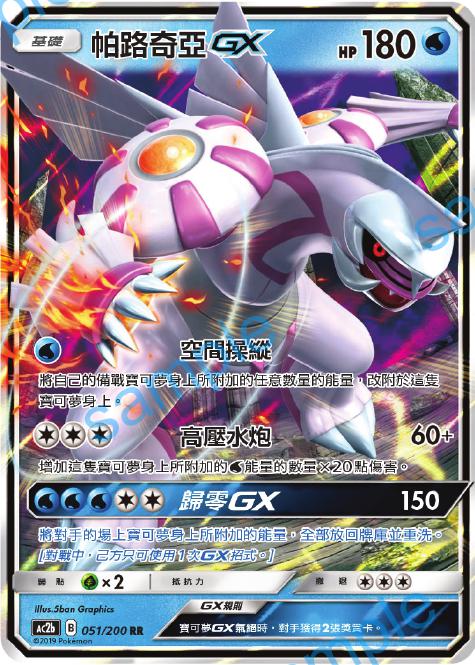 基礎 帕路奇亞GX HP 180
空間操縱
將自己的備戰寶可夢身上所附加的任意數量的能量，改附於這隻
寶可夢身上。
高壓水炮 60+
增加這隻寶可夢身上所附加的能量的數量×20點傷害。
歸零GX 150
將對手的場上寶可夢身上所附加的能量，全部放回牌庫並重洗。
[對戰中，己方只可使用1次GX招式。]
弱點 ×2 抵抗力 撤退
illus.5ban Graphics
GX規則
AC2b B 051/200 RR
寶可夢GX氣絕時，對手獲得2張獎賞卡。
©2019 Pokémon
sample